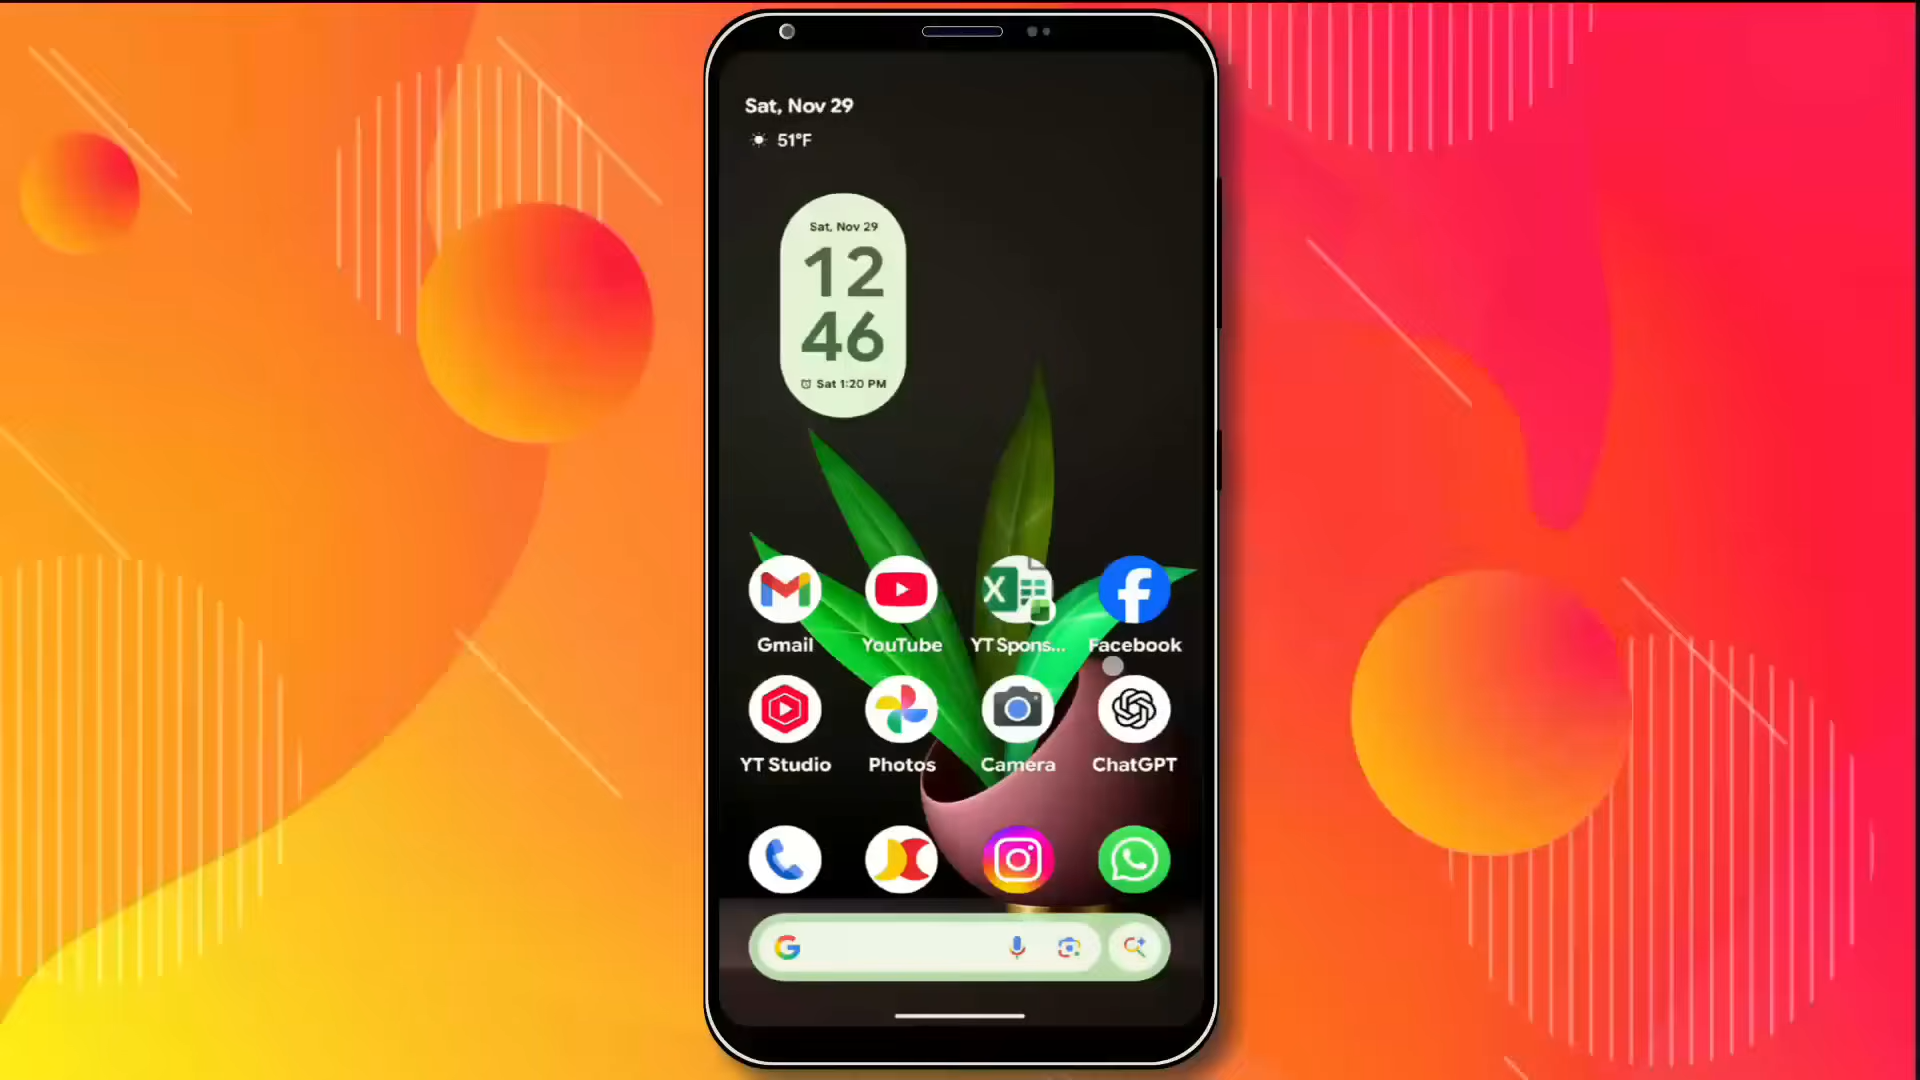 Sat, Nov 29
51°F
Sat, Nov 29
12
46
Sat 1:20 PM
Gmail YouTube YT Spons... Facebook
YT Studio Photos Camera ChatGPT